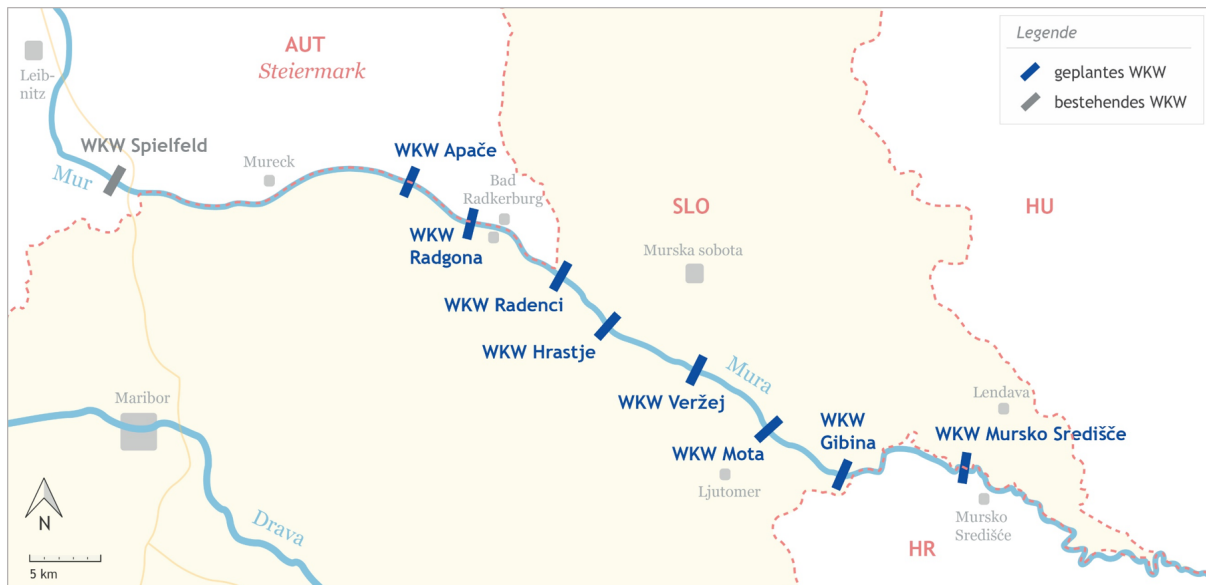 Legende
geplantes WKW
bestehendes WKW
AUT
Steiermark
Leib-
nitz
WKW Spielfeld
Mur
Mureck
WKW Apače
Bad
Radkerburg
WKW
Radgona
SLO
HU
Murska sobota
WKW Radenci
WKW Hrastje
Mura
WKW Veržej
Maribor
Lendava
WKW
Gibina
WKW Mursko Središče
WKW Mota
Ljutomer
Mursko
Središće
Drava
HR
N
5 km